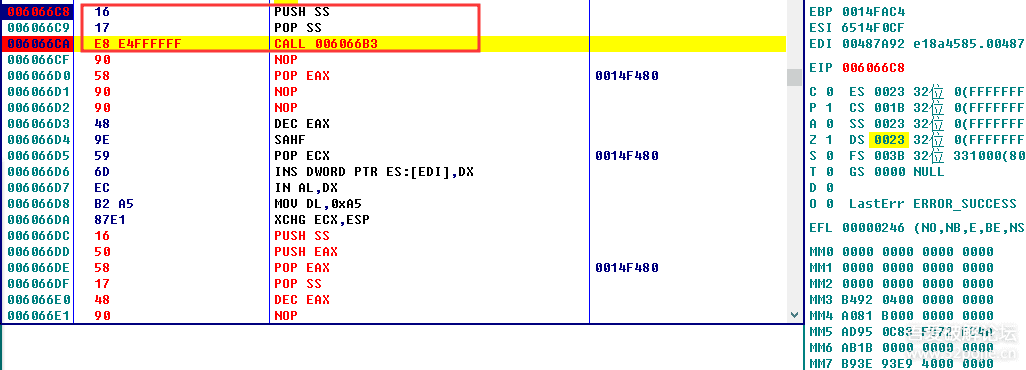 006066C8 16 PUSH SS
006066C9 17 POP SS
006066CA E8 E4FFFFFF CALL 006066B3
006066CF 90 NOP
006066D0 58 POP EAX 0014F480
006066D1 90 NOP
006066D2 90 NOP
006066D3 48 DEC EAX
006066D4 9E SAHF
006066D5 59 POP ECX 0014F480
006066D6 6D INS DWORD PTR ES:[EDI],DX
006066D7 EC IN AL,DX
006066D8 B2 A5 MOV DL,0xA5
006066DA 87E1 XCHG ECX,ESP
006066DC 16 PUSH SS
006066DD 50 PUSH EAX
006066DE 58 POP EAX 0014F480
006066DF 17 POP SS
006066E0 48 DEC EAX
006066E1 90 NOP
EBP 0014FAC4
ESI 6514F0CF
EDI 00487A92 e18a4585.00487
EIP 006066C8
C 0 ES 0023 32位 0(FFFFFFF
P 1 CS 001B 32位 0(FFFFFFF
A 0 SS 0023 32位 0(FFFFFFF
Z 1 DS 0023 32位 0(FFFFFFF
S 0 FS 003B 32位 331000(80
T 0 GS 0000 NULL
D 0
O 0 LastErr ERROR_SUCCESS
EFL 00000246 (NO,NB,E,BE,NS
MM0 0000 0000 0000 0000
MM1 0000 0000 0000 0000
MM2 0000 0000 0000 0000
MM3 B492 0400 0000 0000
MM4 A081 B000 0000 0000
MM5 AD95 0C83
MM6 AB1B 0000 0000 0000
MM7 B93E 93E9 4000 0000